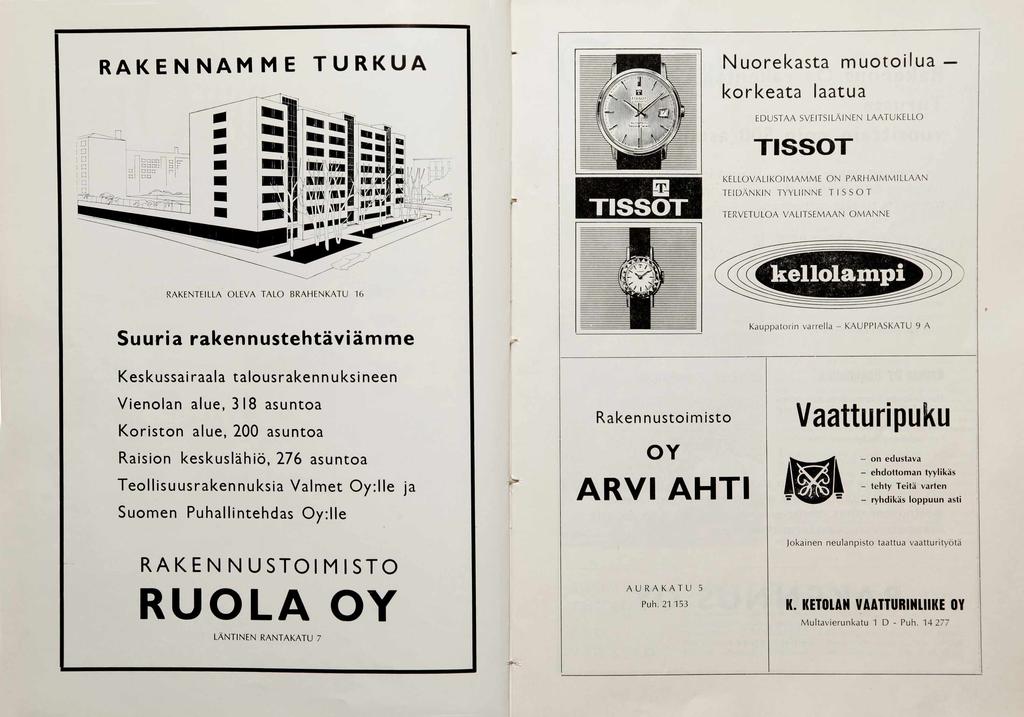 RAKENNAMME TURKUA
RAKENTEILLA OLEVA TALO BRAHENKATU 16
Suuria rakennustehtäviämme
Keskussairaala talousrakennuksineen
Vienolan alue, 318 asuntoa
Koriston alue, 200 asuntoa
Raision keskuslähiö, 276 asuntoa
Teollisuusrakennuksia Valmet Oy:lle ja
Suomen Puhallintehdas Oy:lle
RAKENNUSTOIMISTO
RUOLA OY
LÄNTINEN RANTAKATU 7
TISSOT
T
TISSOT
Nuorekasta muotoilua —
korkeata laatua
EDUSTAA SVEITSILÄINEN LAATUKELLO
TISSOT
KELLOVALIKOIMAMME ON PARHAIMMILLAAN
TEIDÄNKIN TYYLIINNE TISSOT
TERVETULOA VALITSEMAAN OMANNE
kellolampi
Kauppatorin varrella – KAUPPIASKATU 9 A
Rakennustoimisto
OY
ARVI AHTI
AURAKATU 5
Puh. 21 153
Vaatturipuku
– on edustava
– ehdottoman tyylikäs
– tehty Teitä varten
– ryhdikäs loppuun asti
Jokainen neulanpisto taattua vaatturityötä
K. KETOLAN VAATTURINLIIKE OY
Multavierunkatu 1 D - Puh. 14 277